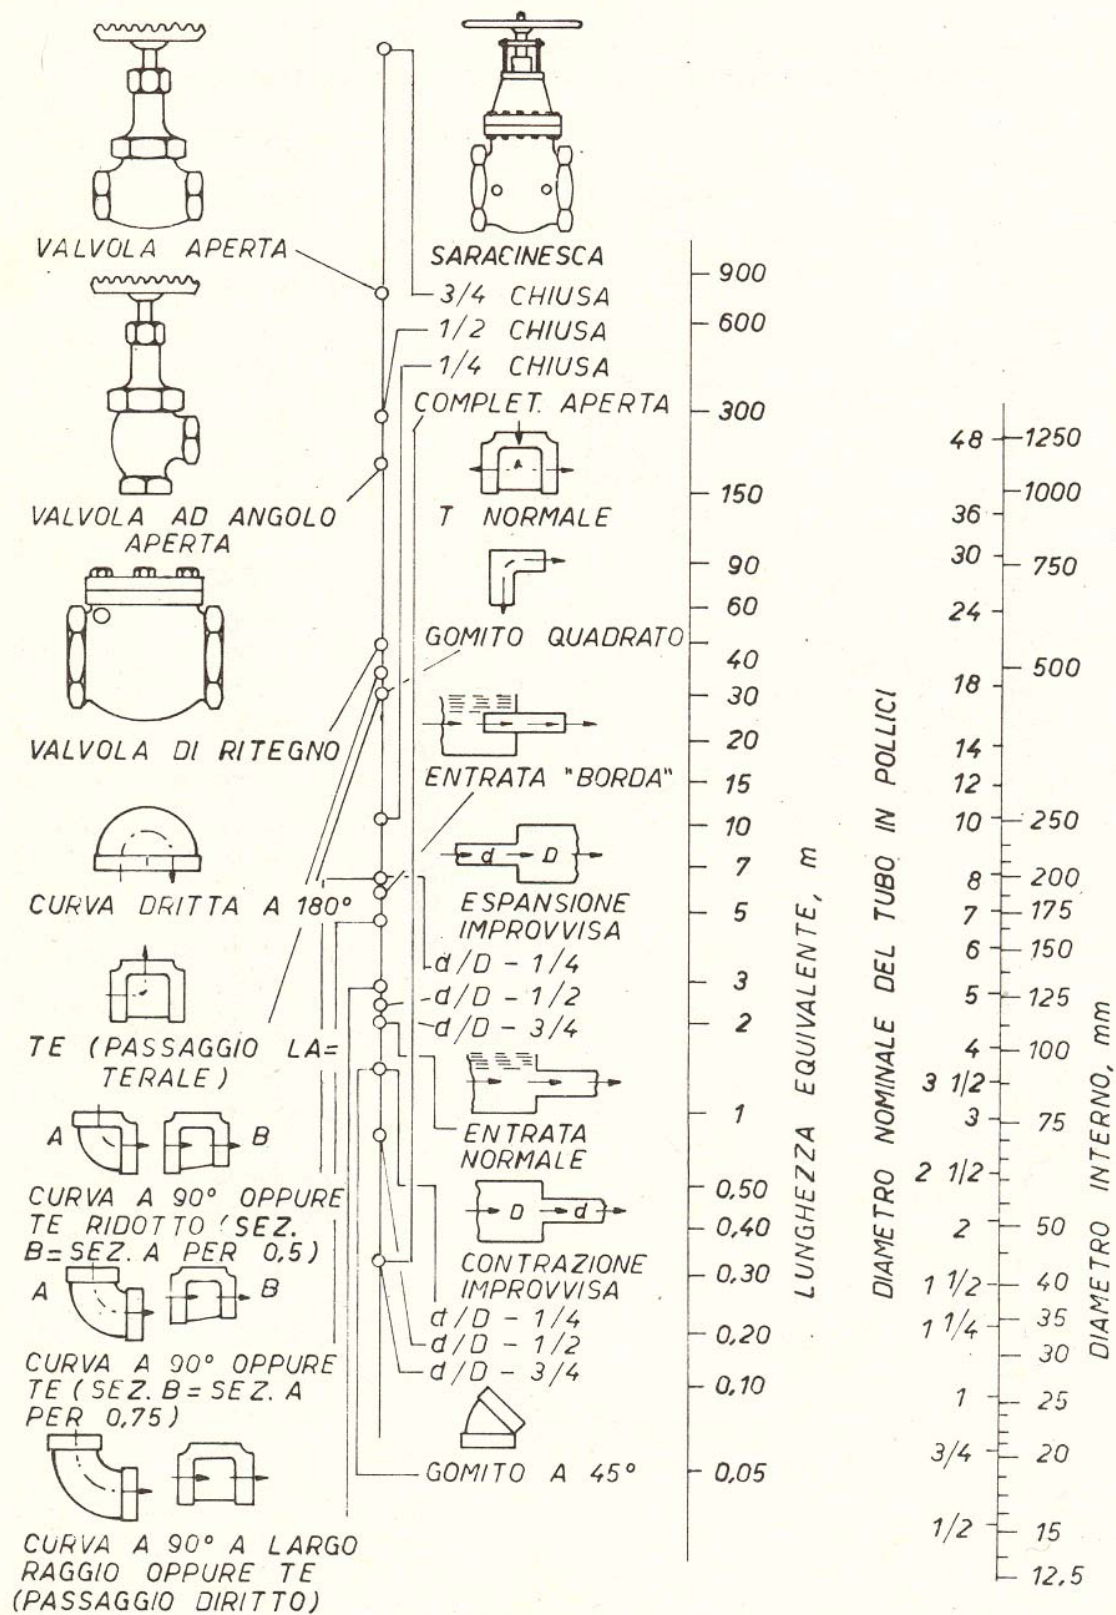 VALVOLA APERTA
VALVOLA AD ANGOLO
APERTA
VALVOLA DI RITEGNO
CURVA DRITTA A 180°
TE (PASSAGGIO LA=
TERALE)
A
B
CURVA A 90° OPPURE
TE RIDOTTO (SEZ.
B=SEZ. A PER 0.5)
A
B
CURVA A 90° OPPURE
TE (SEZ. B = SEZ. A
PER 0,75)
CURVA A 90° A LARGO
RAGGIO OPPURE TE
(PASSAGGIO DIRITTO)
SARACINESCA
3/4 CHIUSA
1/2 CHIUSA
1/4 CHIUSA
COMPLET. APERTA
T NORMALE
GOMITO QUADRATO
ENTRATA "BORDA"
d
D
ESPANSIONE
IMPROVVISA
d/D - 1/4
d/D - 1/2
d/D - 3/4
ENTRATA
NORMALE
D
d
CONTRAZIONE
IMPROVVISA
d/D - 1/4
d/D - 1/2
d/D - 3/4
GOMITO A 45°
900
600
300
150
90
60
40
30
20
15
10
7
5
3
2
1
0,50
0,40
0,30
0,20
0,10
0,05
LUNGHEZZA EQUIVALENTE, m
DIAMETRO NOMINALE DEL TUBO IN POLLICI
48
36
30
24
18
14
12
10
8
7
6
5
4
3 1/2
3
2 1/2
2
1 1/2
1 1/4
1
3/4
1/2
1250
1000
750
500
250
200
175
150
125
100
75
50
40
35
30
25
20
15
12,5
DIAMETRO INTERNO, mm